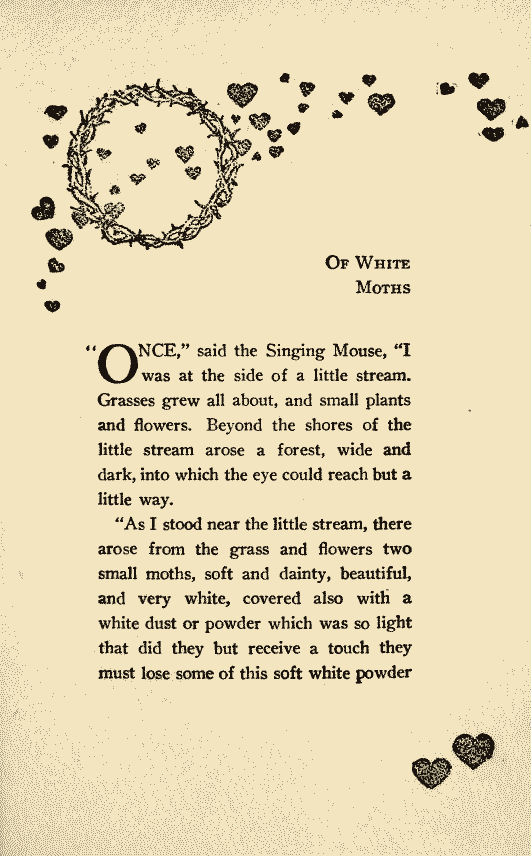 Of White
Moths
“ONCE,” said the Singing Mouse, “I
was at the side of a little stream.
Grasses grew all about, and small plants
and flowers. Beyond the shores of the
little stream arose a forest, wide and
dark, into which the eye could reach but a
little way.
“As I stood near the little stream, there
arose from the grass and flowers two
small moths, soft and dainty, beautiful,
and very white, covered also with a
white dust or powder which was so light
that did they but receive a touch they
must lose some of this soft white powder